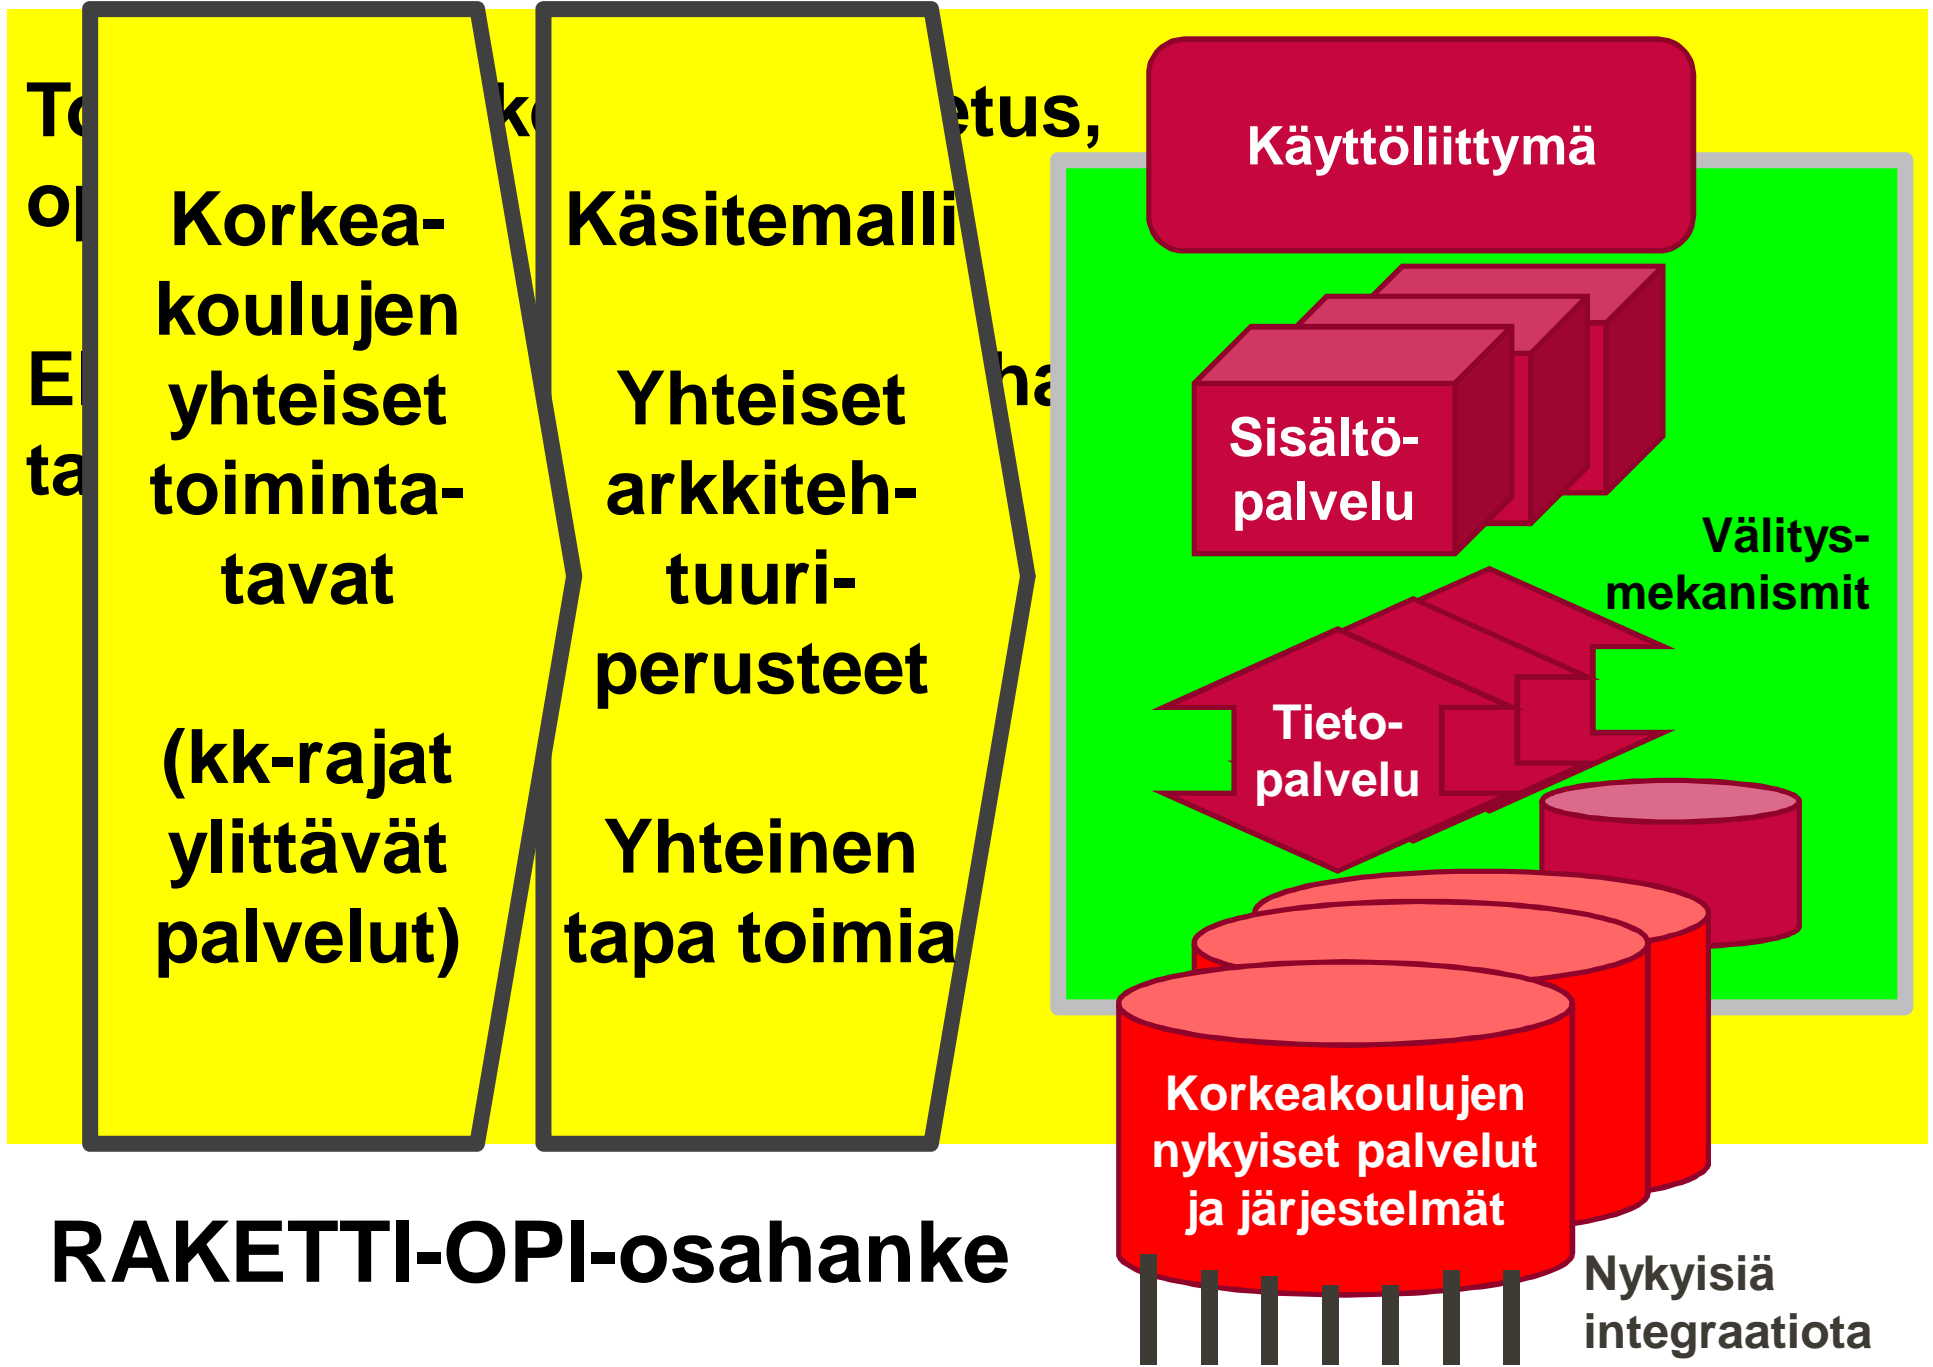 etus,
Korkea-
koulujen
yhteiset
toiminta-
tavat
(kk-rajat
ylittävät
palvelut)
Käsitemalli
Yhteiset
arkkiteh-
tuuri-
perusteet
Yhteinen
tapa toimia
Käyttöliittymä
Sisältö-
palvelu
Välitys-
mekanismit
Tieto-
palvelu
Korkeakoulujen
nykyiset palvelut
ja järjestelmät
RAKETTI-OPI-osahanke
Nykyisiä
integraatiota